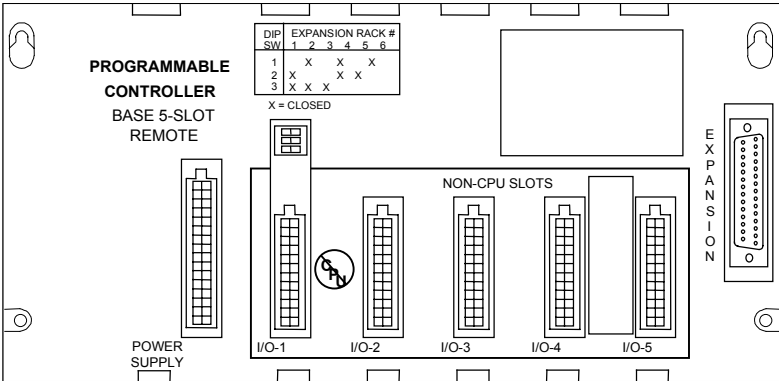 DIP SW EXPANSION RACK #
1 2 3 4 5 6
1 X X X
2 X X X
3 X X X
X = CLOSED
PROGRAMMABLE
CONTROLLER
BASE 5-SLOT
REMOTE
EXPANSION
NON-CPU SLOTS
CPU
I/O-1 I/O-2 I/O-3 I/O-4 I/O-5
POWER
SUPPLY